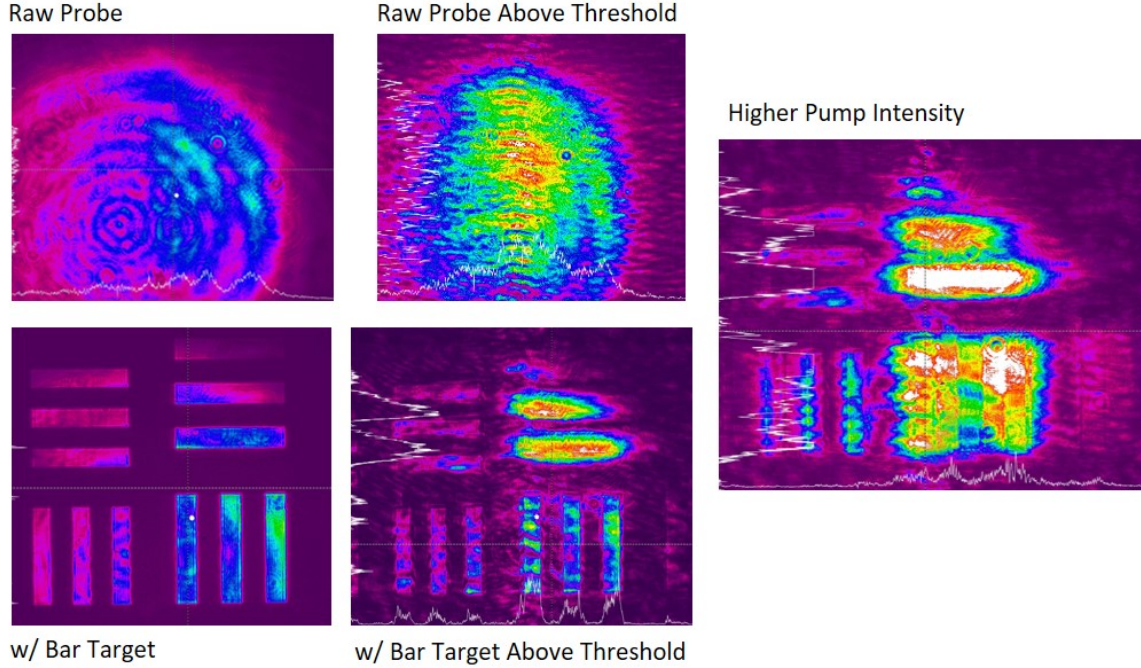 Raw Probe
Raw Probe Above Threshold
Higher Pump Intensity
w/ Bar Target
w/ Bar Target Above Threshold